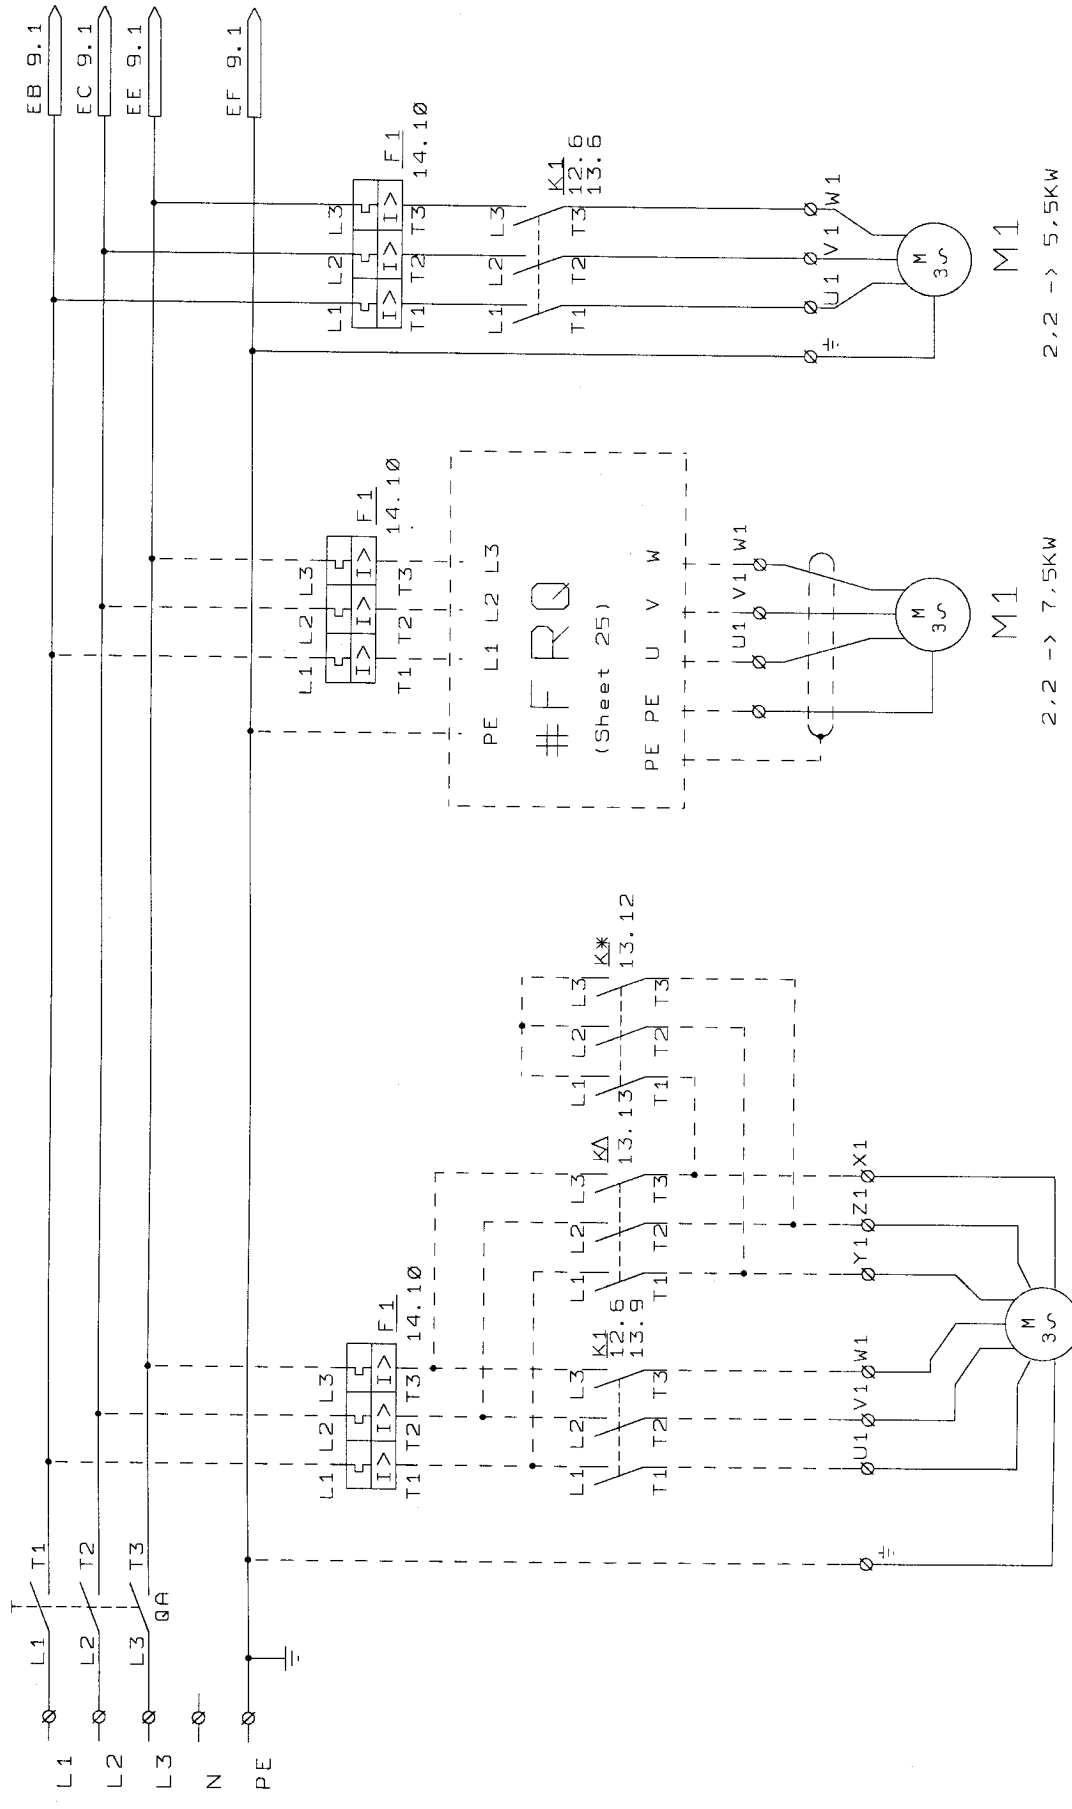 L1
L2
L3
N
PE
L1 T1
L2 T2
L3 T3
QA
EB 9.1
EC 9.1
EE 9.1
EF 9.1
L1 L2 L3
I> I> I>
T1 T2 T3
F1
14.10
L1 L2 L3
T1 T2 T3
K1
12.6
13.9
L1 L2 L3
T1 T2 T3
KΔ
13.13
L1 L2 L3
T1 T2 T3
K*
13.12
U1 V1 W1 Y1 Z1 X1
M
3~
L1 L2 L3
I> I> I>
T1 T2 T3
F1
14.10
PE L1 L2 L3
#FRQ
(Sheet 25)
PE PE U V W
U1 V1 W1
M
3~
M1
2,2 -> 7,5KW
L1 L2 L3
I> I> I>
T1 T2 T3
F1
14.10
L1 L2 L3
T1 T2 T3
K1
12.6
13.6
U1 V1 W1
M
3~
M1
2,2 -> 5,5KW